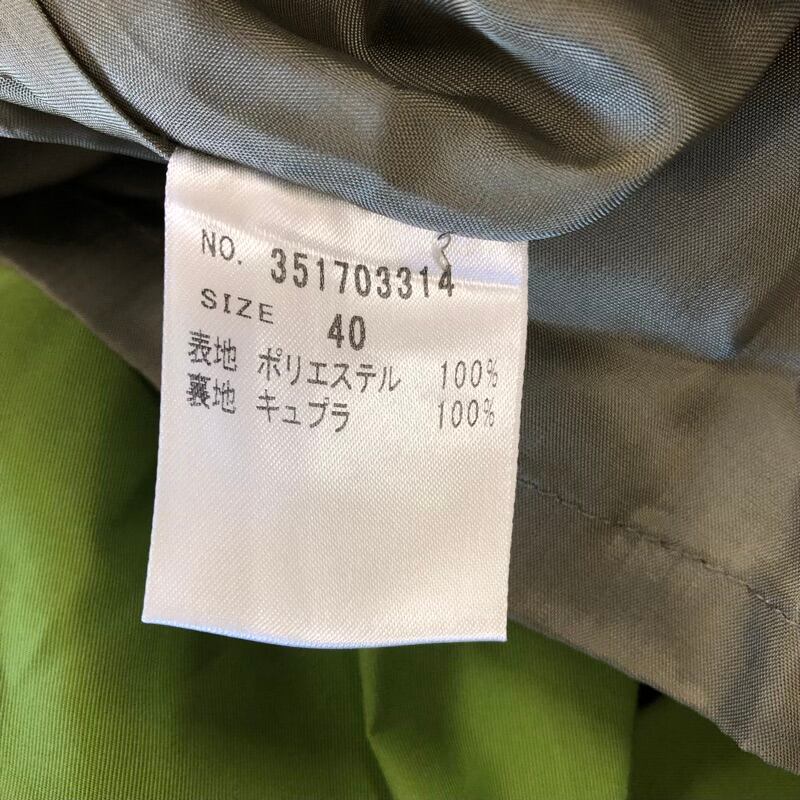 NO. 351703314
SIZE 40
表地 ポリエステル 100%
裏地 キュプラ 100%